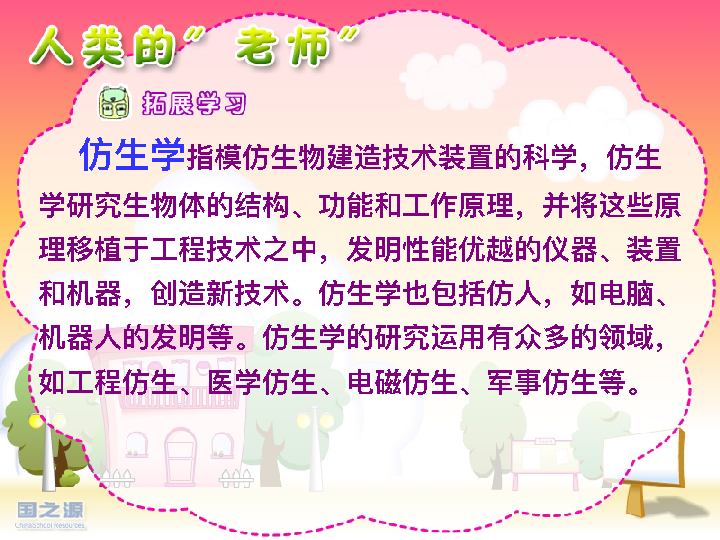 人类的”老师”
拓展学习
仿生学指模仿生物建造技术装置的科学，仿生
学研究生物体的结构、功能和工作原理，并将这些原
理移植于工程技术之中，发明性能优越的仪器、装置
和机器，创造新技术。仿生学也包括仿人，如电脑、
机器人的发明等。仿生学的研究运用有众多的领域，
如工程仿生、医学仿生、电磁仿生、军事仿生等。
国之源
ChinaSchool Resources